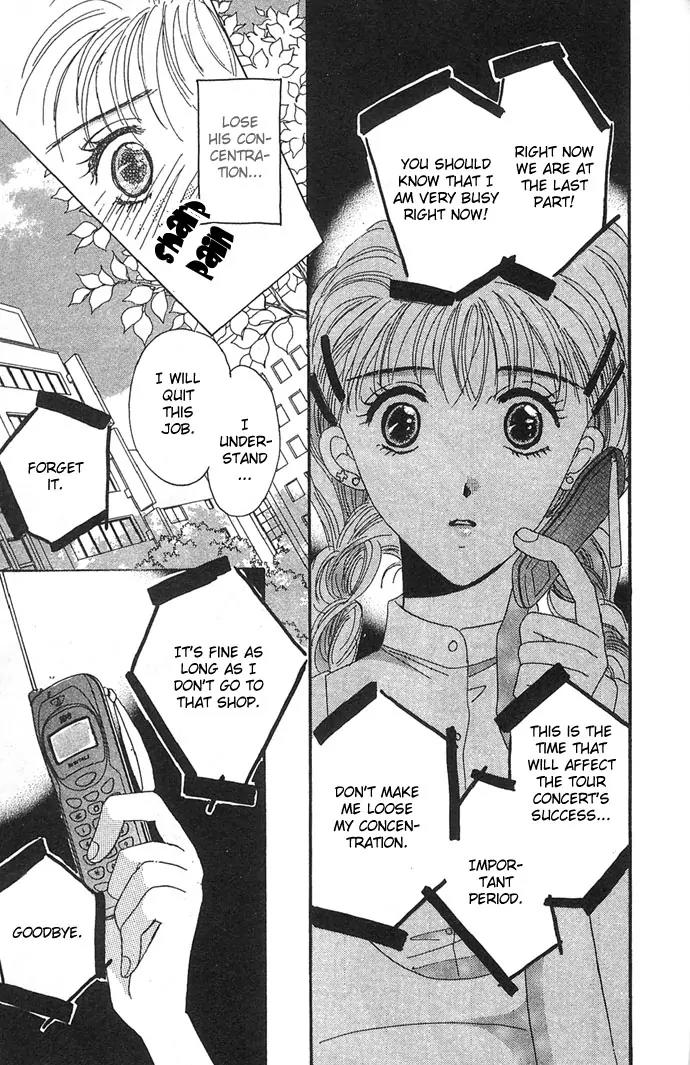 RIGHT NOW
WE ARE AT
THE LAST
PART!
YOU SHOULD
KNOW THAT I
AM VERY BUSY
RIGHT NOW!
THIS IS THE
TIME THAT
WILL AFFECT
THE TOUR
CONCERT'S
SUCCESS...
IMPOR-
TANT
PERIOD.
DON'T MAKE
ME LOOSE
MY CONCEN-
TRATION.
LOSE
HIS CON-
CENTRA-
TION...
sharp
pain
I
UNDER-
STAND
...
I WILL
QUIT
THIS
JOB.
FORGET
IT.
IT'S FINE AS
LONG AS I
DON'T GO TO
THAT SHOP.
GOODBYE.